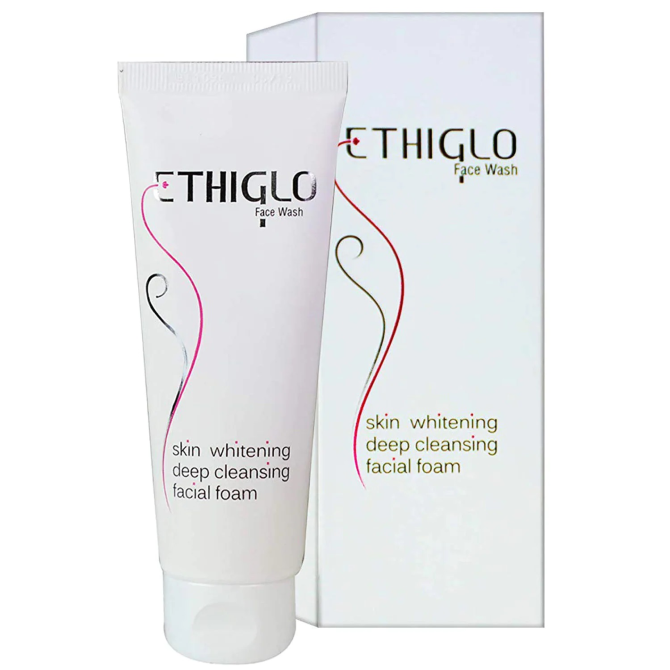 ETHIGLO
Face Wash
skin whitening
deep cleansing
facial foam
ETHIGLO
Face Wash
skin whitening
deep cleansing
facial foam